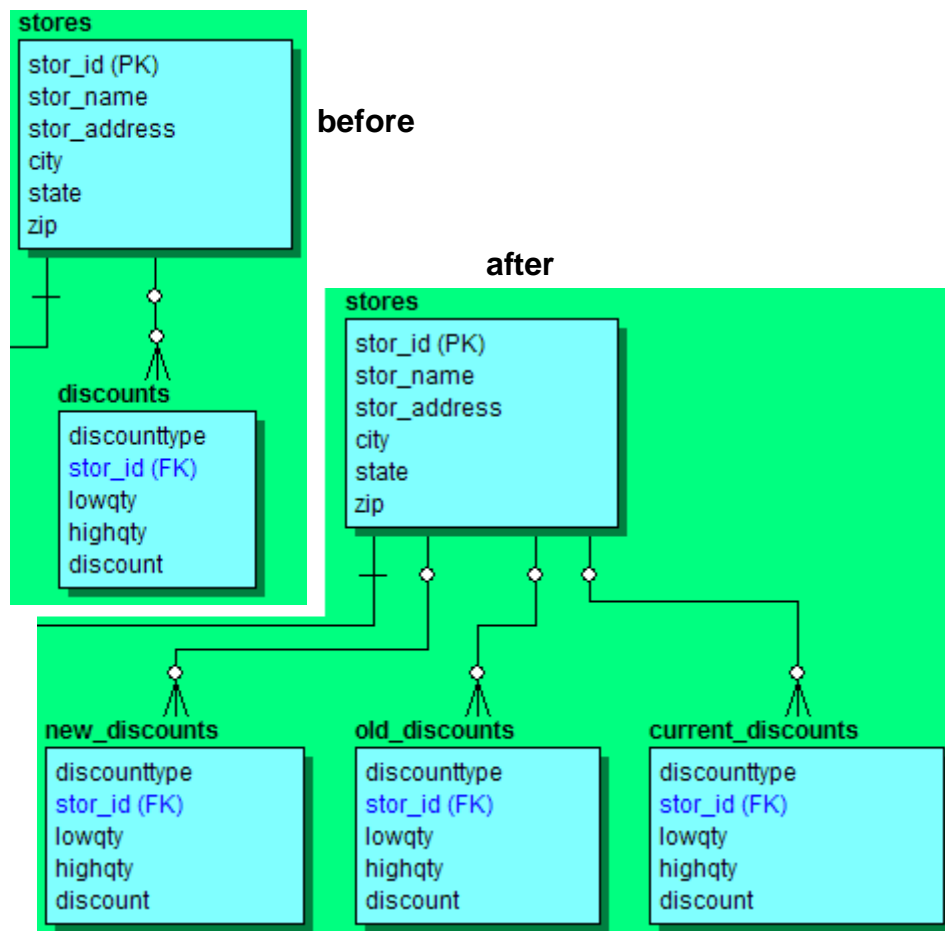 stores
stor_id (PK)
stor_name
stor_address
city
state
zip
before
discounts
discounttype
stor_id (FK)
lowqty
highqty
discount
after
stores
stor_id (PK)
stor_name
stor_address
city
state
zip
new_discounts
discounttype
stor_id (FK)
lowqty
highqty
discount
old_discounts
discounttype
stor_id (FK)
lowqty
highqty
discount
current_discounts
discounttype
stor_id (FK)
lowqty
highqty
discount